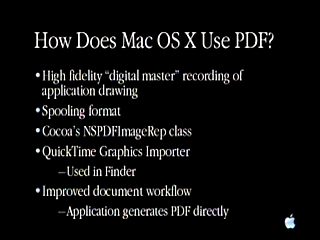 How Does Mac OS X Use PDF?
•High fidelity “digital master” recording of
application drawing
•Spooling format
•Cocoa’s NSPDFImageRep class
•QuickTime Graphics Importer
–Used in Finder
•Improved document workflow
–Application generates PDF directly